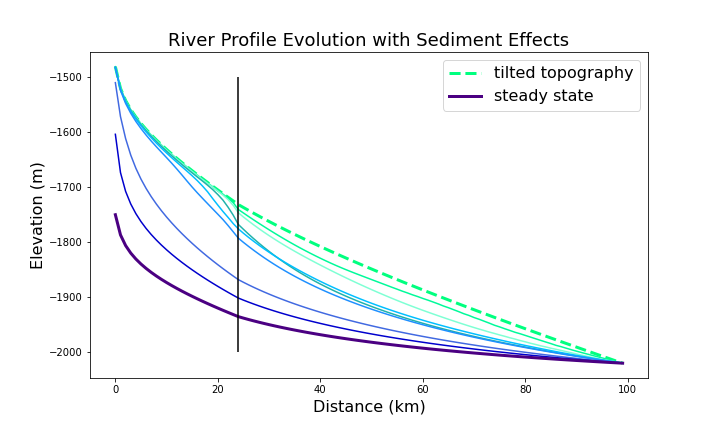 River Profile Evolution with Sediment Effects
tilted topography
steady state
Elevation (m)
−1500
−1600
−1700
−1800
−1900
−2000
0 20 40 60 80 100
Distance (km)